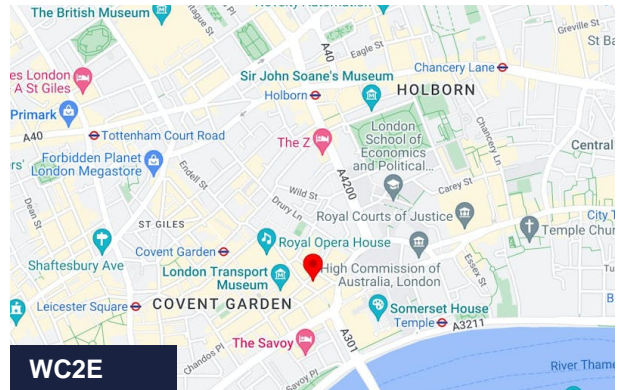 The British Museum
Museum Street
A40
Eagle St
Greville St
es London
A St Giles
Sir John Soane's Museum
Chancery Lane
Holborn
HOLBORN
Primark
A40
Tottenham Court Road
The Z
London
School of
Economics
and Political...
Chancery Ln
Central
Forbidden Planet
London Megastore
Endell St
A4200
Carey St
Wild St
Drury Ln
Dean St
ST GILES
Royal Courts of Justice
City T
Temple Chur
Covent Garden
Royal Opera House
Shaftesbury Ave
London Transport
Museum
High Commission of
Australia, London
Essex St
Leicester Square
COVENT GARDEN
Somerset House
Temple
A3211
The Savoy
A301
Chandos Pl
Savoy Pl
WC2E
River Thame